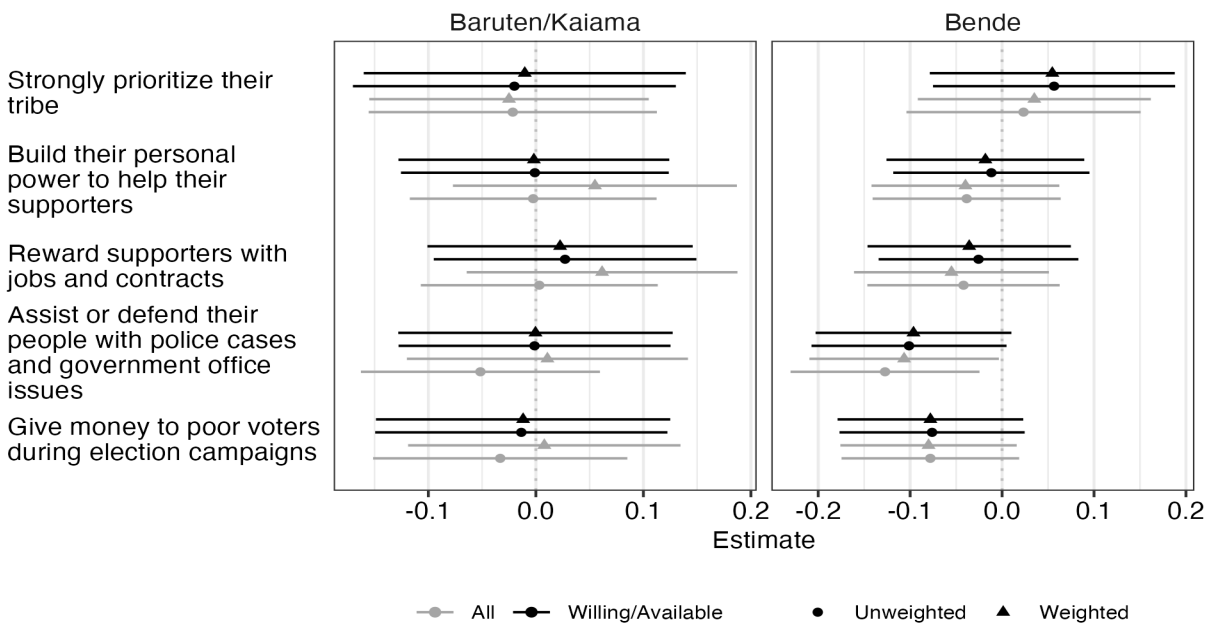 Baruten/Kaiama
Bende
Strongly prioritize their
tribe
Build their personal
power to help their
supporters
Reward supporters with
jobs and contracts
Assist or defend their
people with police cases
and government office
issues
Give money to poor voters
during election campaigns
-0.1 0.0 0.1 0.2
-0.2 -0.1 0.0 0.1 0.2
Estimate
All Willing/Available Unweighted Weighted